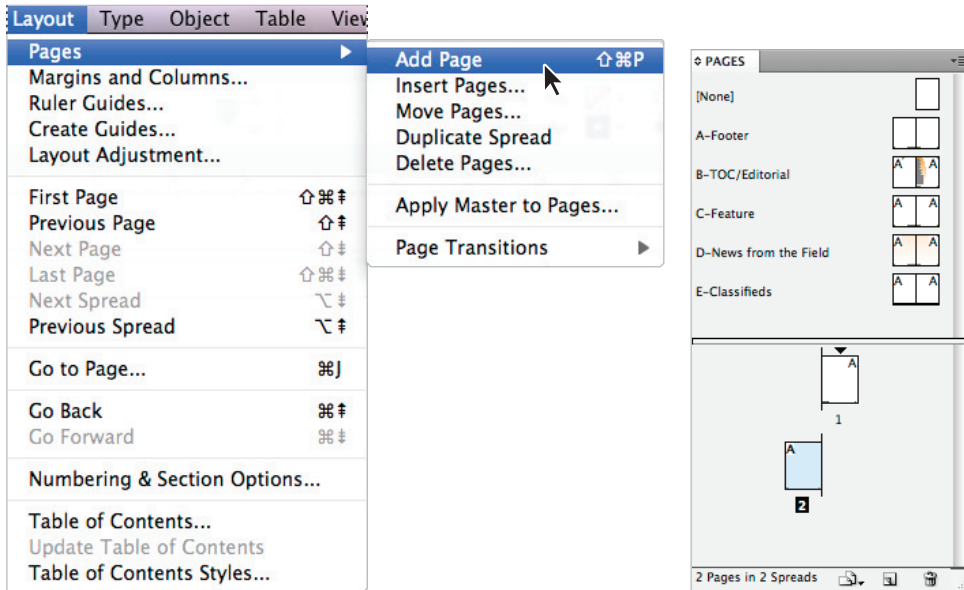 Layout Type Object Table View
Pages
Margins and Columns...
Ruler Guides...
Create Guides...
Layout Adjustment...
First Page ⇧⌘⇞
Previous Page ⇧⇞
Next Page ⇧⇟
Last Page ⇧⌘⇟
Next Spread ⌥⇟
Previous Spread ⌥⇞
Go to Page... ⌘J
Go Back ⌘⇞
Go Forward ⌘⇟
Numbering & Section Options...
Table of Contents...
Update Table of Contents
Table of Contents Styles...
Add Page ⇧⌘P
Insert Pages...
Move Pages...
Duplicate Spread
Delete Pages...
Apply Master to Pages...
Page Transitions
PAGES
[None]
A-Footer
B-TOC/Editorial
A A
C-Feature
A A
D-News from the Field
A A
E-Classifieds
A A
A
1
A
2
2 Pages in 2 Spreads